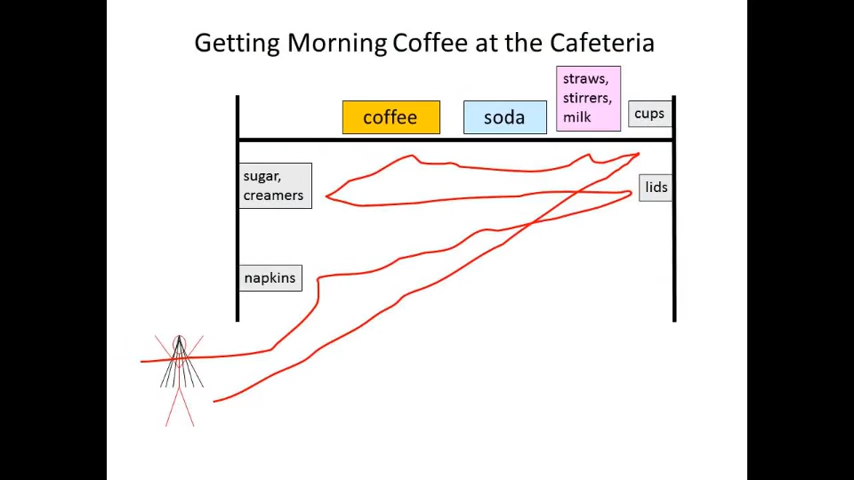 Getting Morning Coffee at the Cafeteria
straws,
stirrers,
milk
coffee
soda
cups
sugar,
creamers
lids
napkins